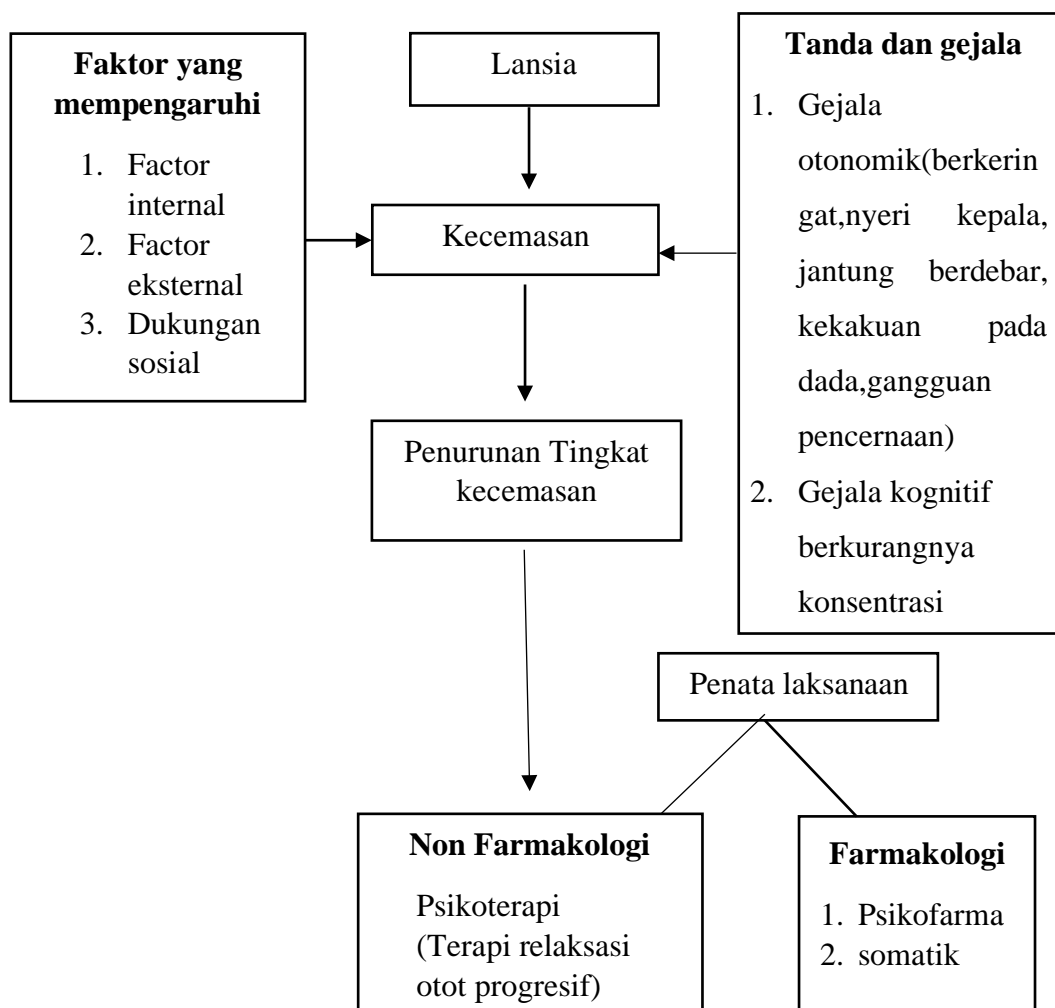 Faktor yang
mempengaruhi
1. Factor
internal
2. Factor
eksternal
3. Dukungan
sosial
Lansia
Kecemasan
Penurunan Tingkat
kecemasan
Tanda dan gejala
1. Gejala
otonomik(berkerin
gat,nyeri kepala,
jantung berdebar,
kekakuan pada
dada,gangguan
pencernaan)
2. Gejala kognitif
berkurangnya
konsentrasi
Penata laksanaan
Non Farmakologi
Psikoterapi
(Terapi relaksasi
otot progresif)
Farmakologi
1. Psikofarma
2. somatik